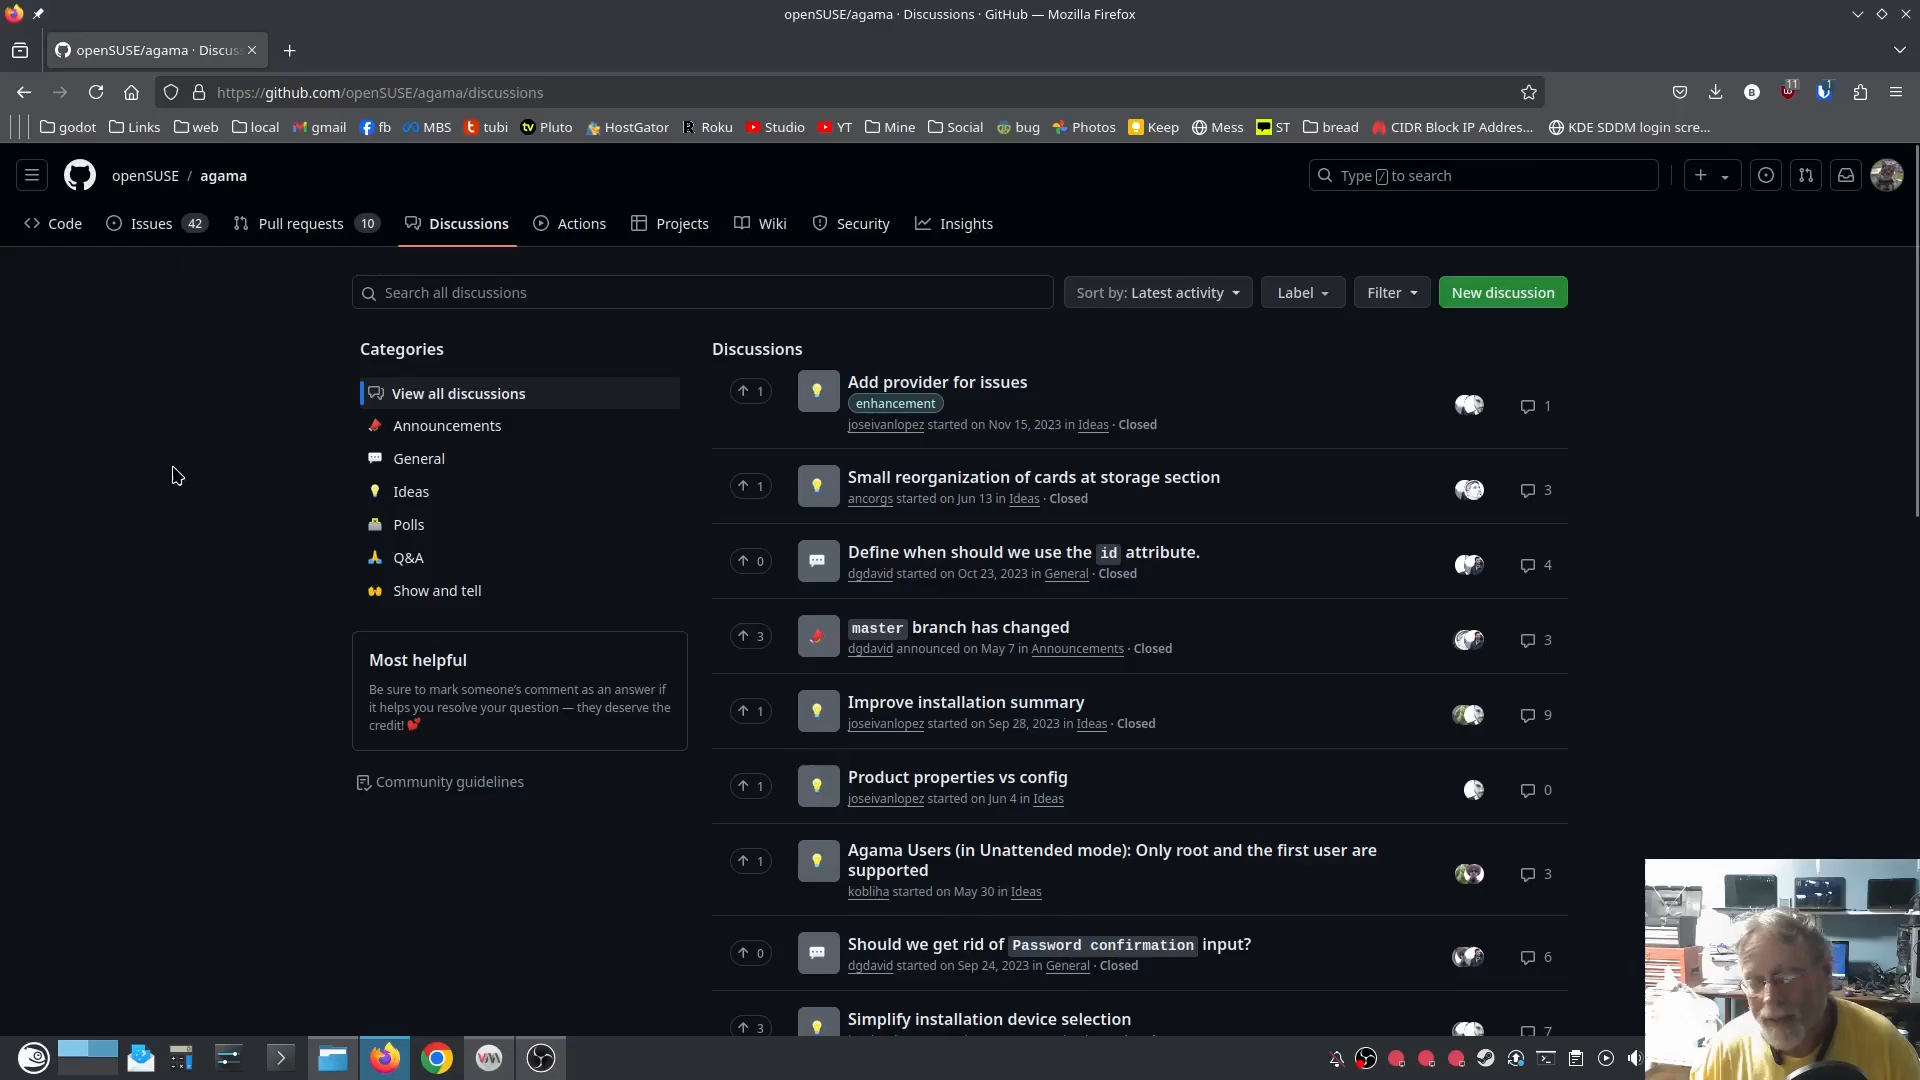 openSUSE/agama · Discussions · GitHub — Mozilla Firefox
openSUSE/agama · Discus
https://github.com/openSUSE/agama/discussions
11
1
godot Links web local gmail fb MBS tubi Pluto HostGator Roku Studio YT Mine Social bug Photos Keep Mess ST bread CIDR Block IP Addres... KDE SDDM login scre...
openSUSE / agama
Type / to search
Code Issues 42 Pull requests 10 Discussions Actions Projects Wiki Security Insights
Search all discussions
Sort by: Latest activity
Label
Filter
New discussion
Categories
View all discussions
Announcements
General
Ideas
Polls
Q&A
Show and tell
Most helpful
Be sure to mark someone's comment as an answer if
it helps you resolve your question — they deserve the
credit!
Community guidelines
Discussions
1
Add provider for issues
enhancement
joseivanlopez started on Nov 15, 2023 in Ideas · Closed
1
1
Small reorganization of cards at storage section
ancorgs started on Jun 13 in Ideas · Closed
3
0
Define when should we use the id attribute.
dgdavid started on Oct 23, 2023 in General · Closed
4
3
master branch has changed
dgdavid announced on May 7 in Announcements · Closed
3
1
Improve installation summary
joseivanlopez started on Sep 28, 2023 in Ideas · Closed
9
1
Product properties vs config
joseivanlopez started on Jun 4 in Ideas
0
1
Agama Users (in Unattended mode): Only root and the first user are
supported
kobliha started on May 30 in Ideas
3
0
Should we get rid of Password confirmation input?
dgdavid started on Sep 24, 2023 in General · Closed
6
3
Simplify installation device selection
7